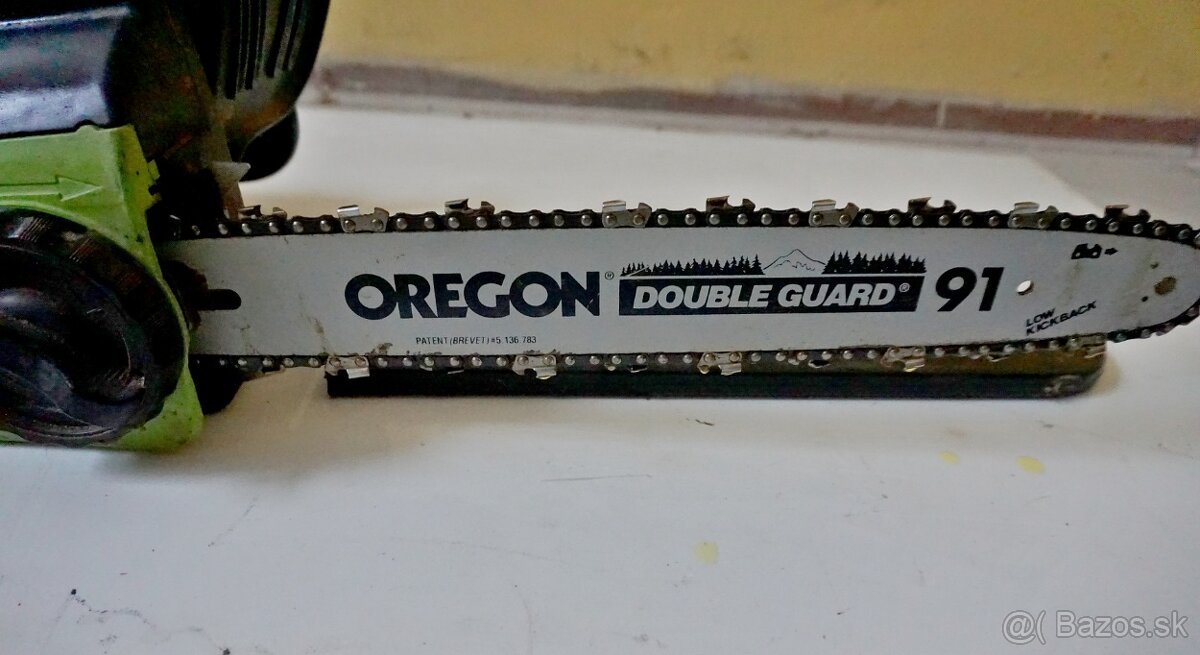 OREGON® DOUBLE GUARD® 91
LOW
KICKBACK
PATENT (BREVET) #5 136 783
@( Bazos.sk